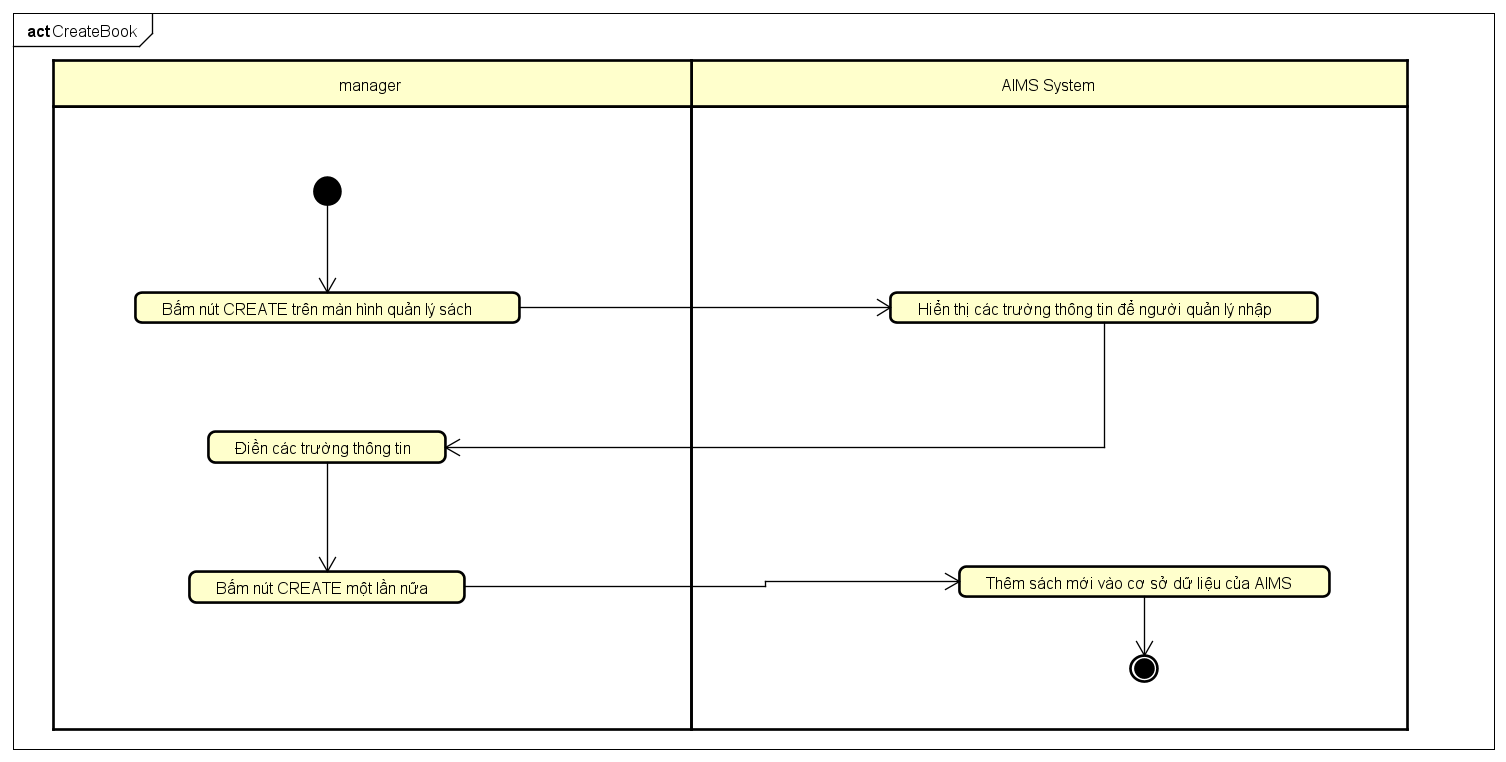 act CreateBook
manager
AIMS System
Bấm nút CREATE trên màn hình quản lý sách
Hiển thị các trường thông tin để người quản lý nhập
Điền các trường thông tin
Bấm nút CREATE một lần nữa
Thêm sách mới vào cơ sở dữ liệu của AIMS